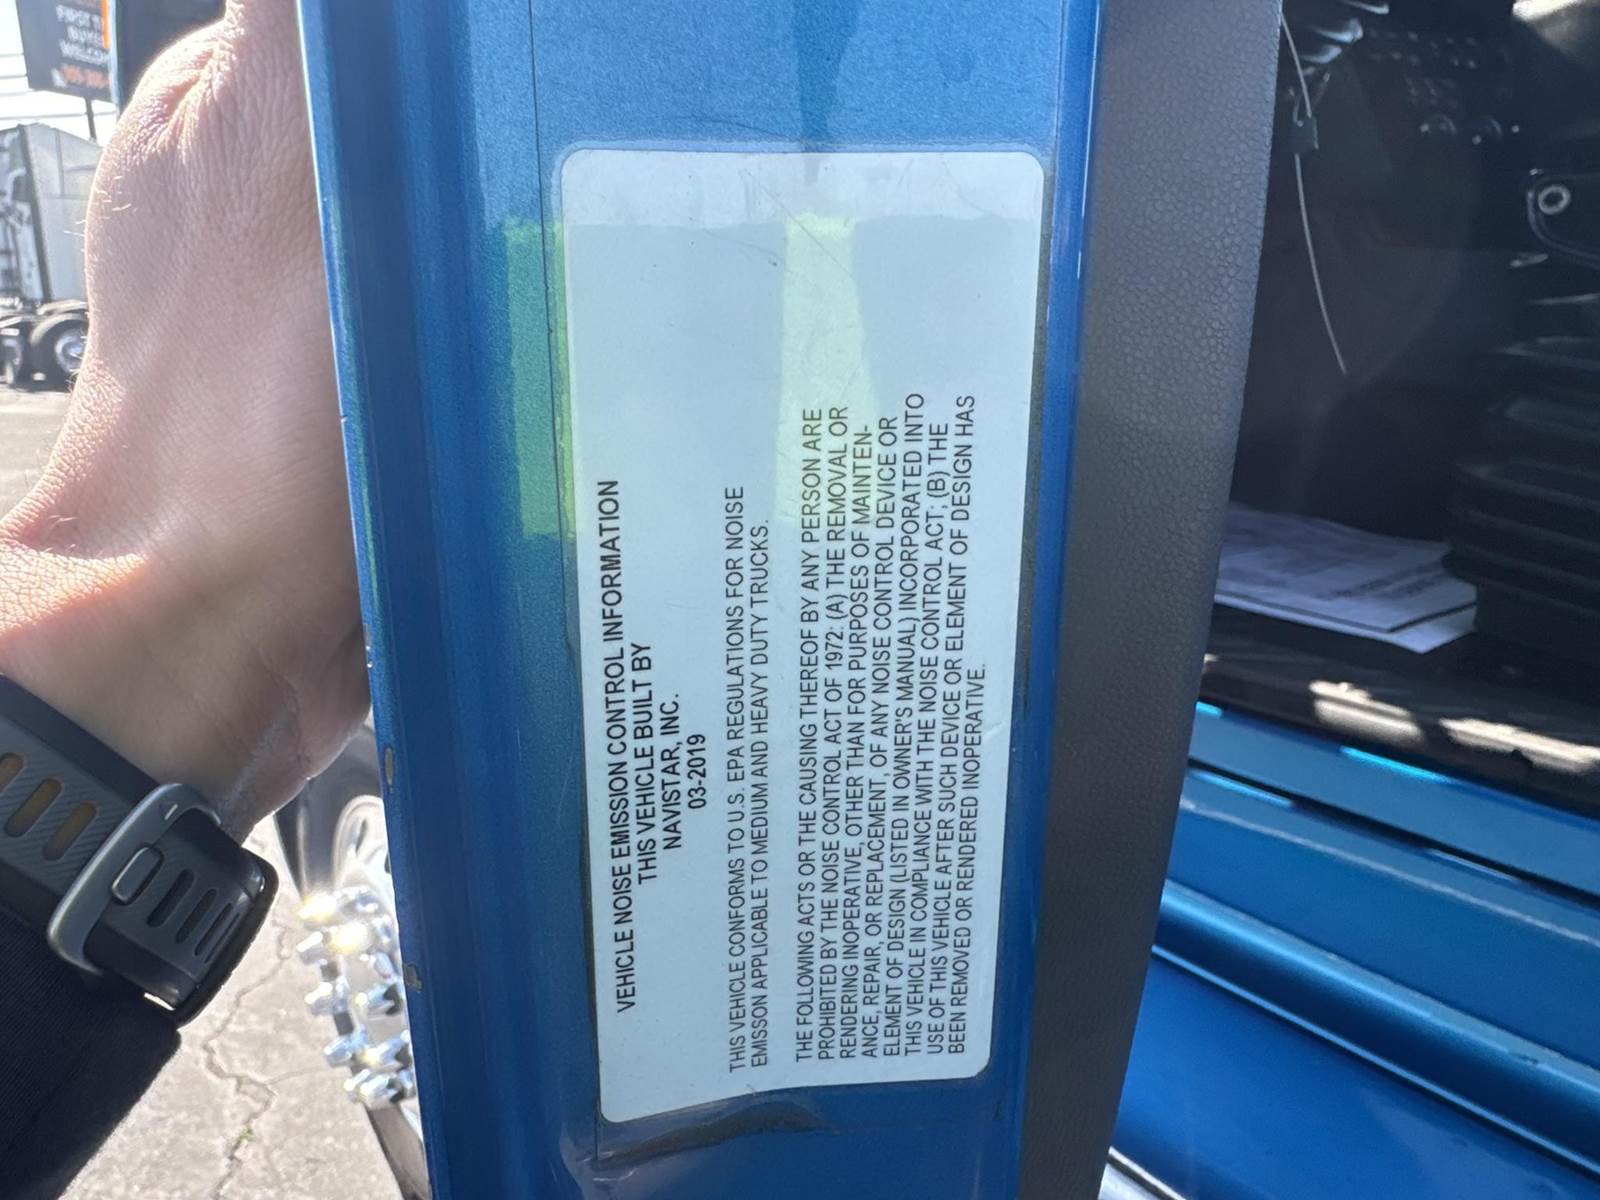 FIRST T
BUYE
WELCOM
VEHICLE NOISE EMISSION CONTROL INFORMATION
THIS VEHICLE BUILT BY
NAVISTAR, INC.
03-2019
THIS VEHICLE CONFORMS TO U.S. EPA REGULATIONS FOR NOISE
EMISSON APPLICABLE TO MEDIUM AND HEAVY DUTY TRUCKS.
THE FOLLOWING ACTS OR THE CAUSING THEREOF BY ANY PERSON ARE
PROHIBITED BY THE NOISE CONTROL ACT OF 1972: (A) THE REMOVAL OR
RENDERING INOPERATIVE, OTHER THAN FOR PURPOSES OF MAINTEN-
ANCE, REPAIR, OR REPLACEMENT, OF ANY NOISE CONTROL DEVICE OR
ELEMENT OF DESIGN (LISTED IN OWNER'S MANUAL) INCORPORATED INTO
THIS VEHICLE IN COMPLIANCE WITH THE NOISE CONTROL ACT; (B) THE
USE OF THIS VEHICLE AFTER SUCH DEVICE OR ELEMENT OF DESIGN HAS
BEEN REMOVED OR RENDERED INOPERATIVE.